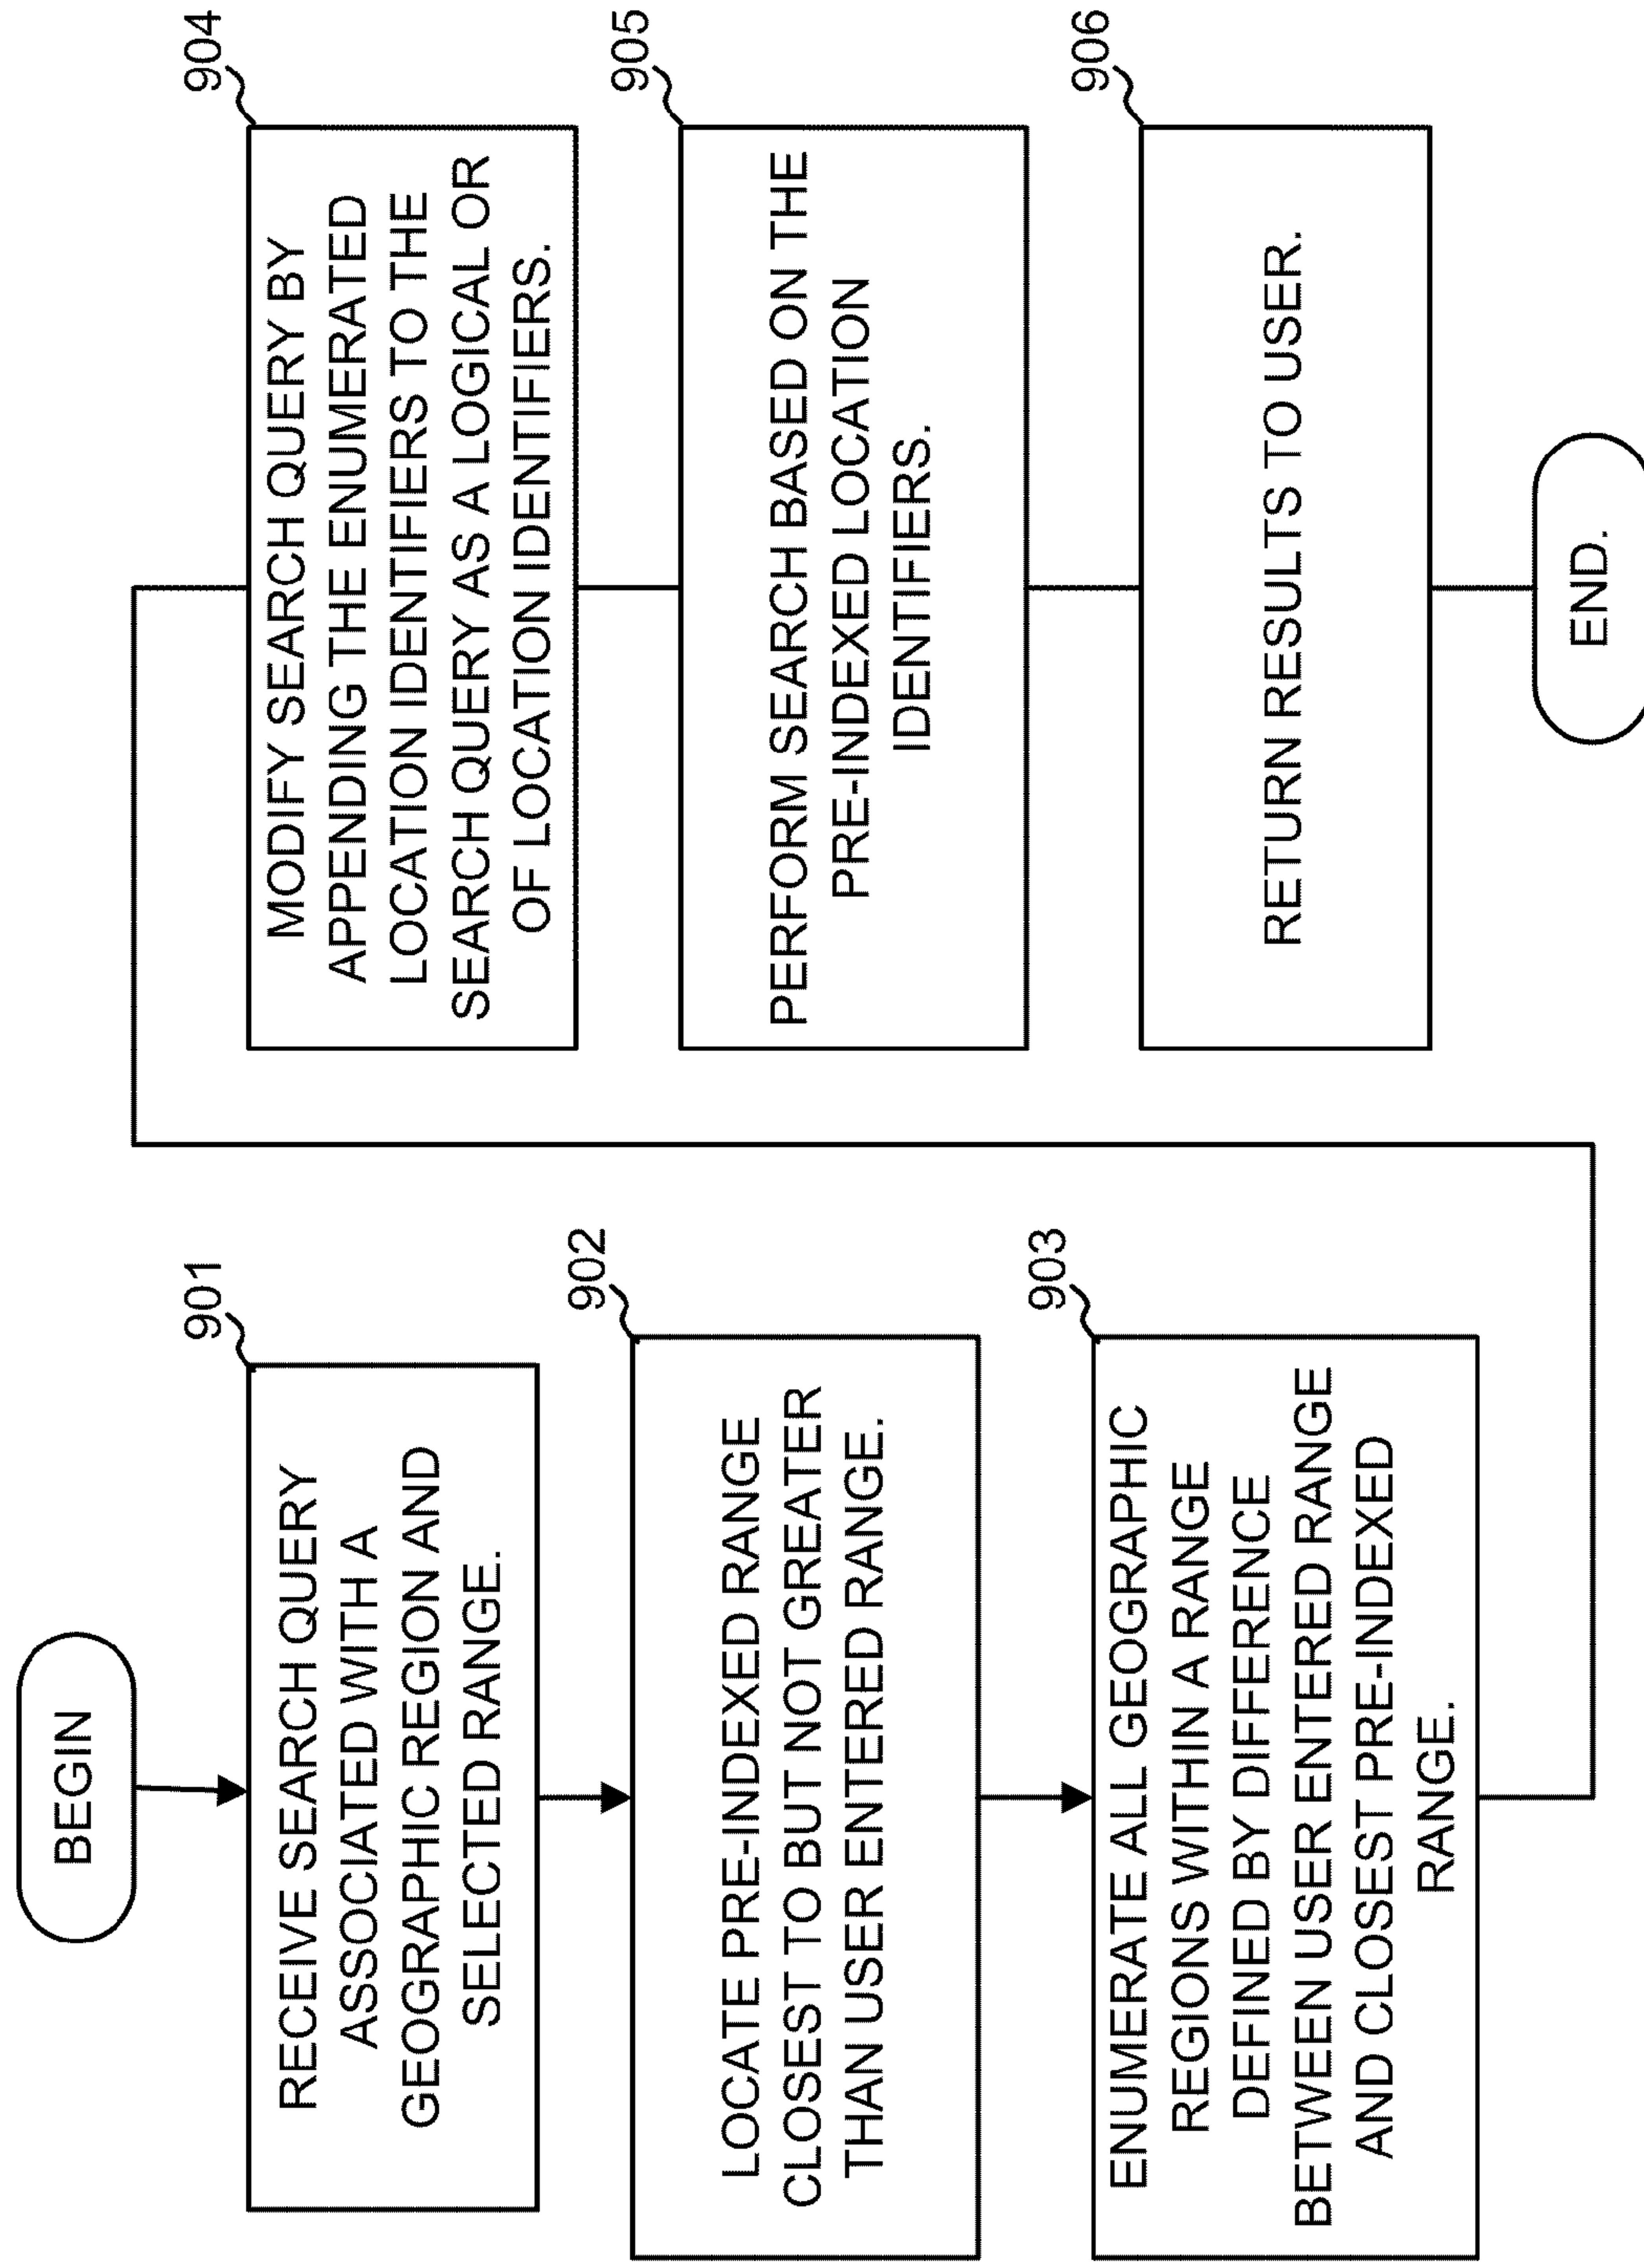 BEGIN
901
RECEIVE SEARCH QUERY
ASSOCIATED WITH A
GEOGRAPHIC REGION AND
SELECTED RANGE.
902
LOCATE PRE-INDEXED RANGE
CLOSEST TO BUT NOT GREATER
THAN USER ENTERED RANGE.
903
ENUMERATE ALL GEOGRAPHIC
REGIONS WITHIN A RANGE
DEFINED BY DIFFERENCE
BETWEEN USER ENTERED RANGE
AND CLOSEST PRE-INDEXED
RANGE.
904
MODIFY SEARCH QUERY BY
APPENDING THE ENUMERATED
LOCATION IDENTIFIERS TO THE
SEARCH QUERY AS A LOGICAL OR
OF LOCATION IDENTIFIERS.
905
PERFORM SEARCH BASED ON THE
PRE-INDEXED LOCATION
IDENTIFIERS.
906
RETURN RESULTS TO USER.
END.